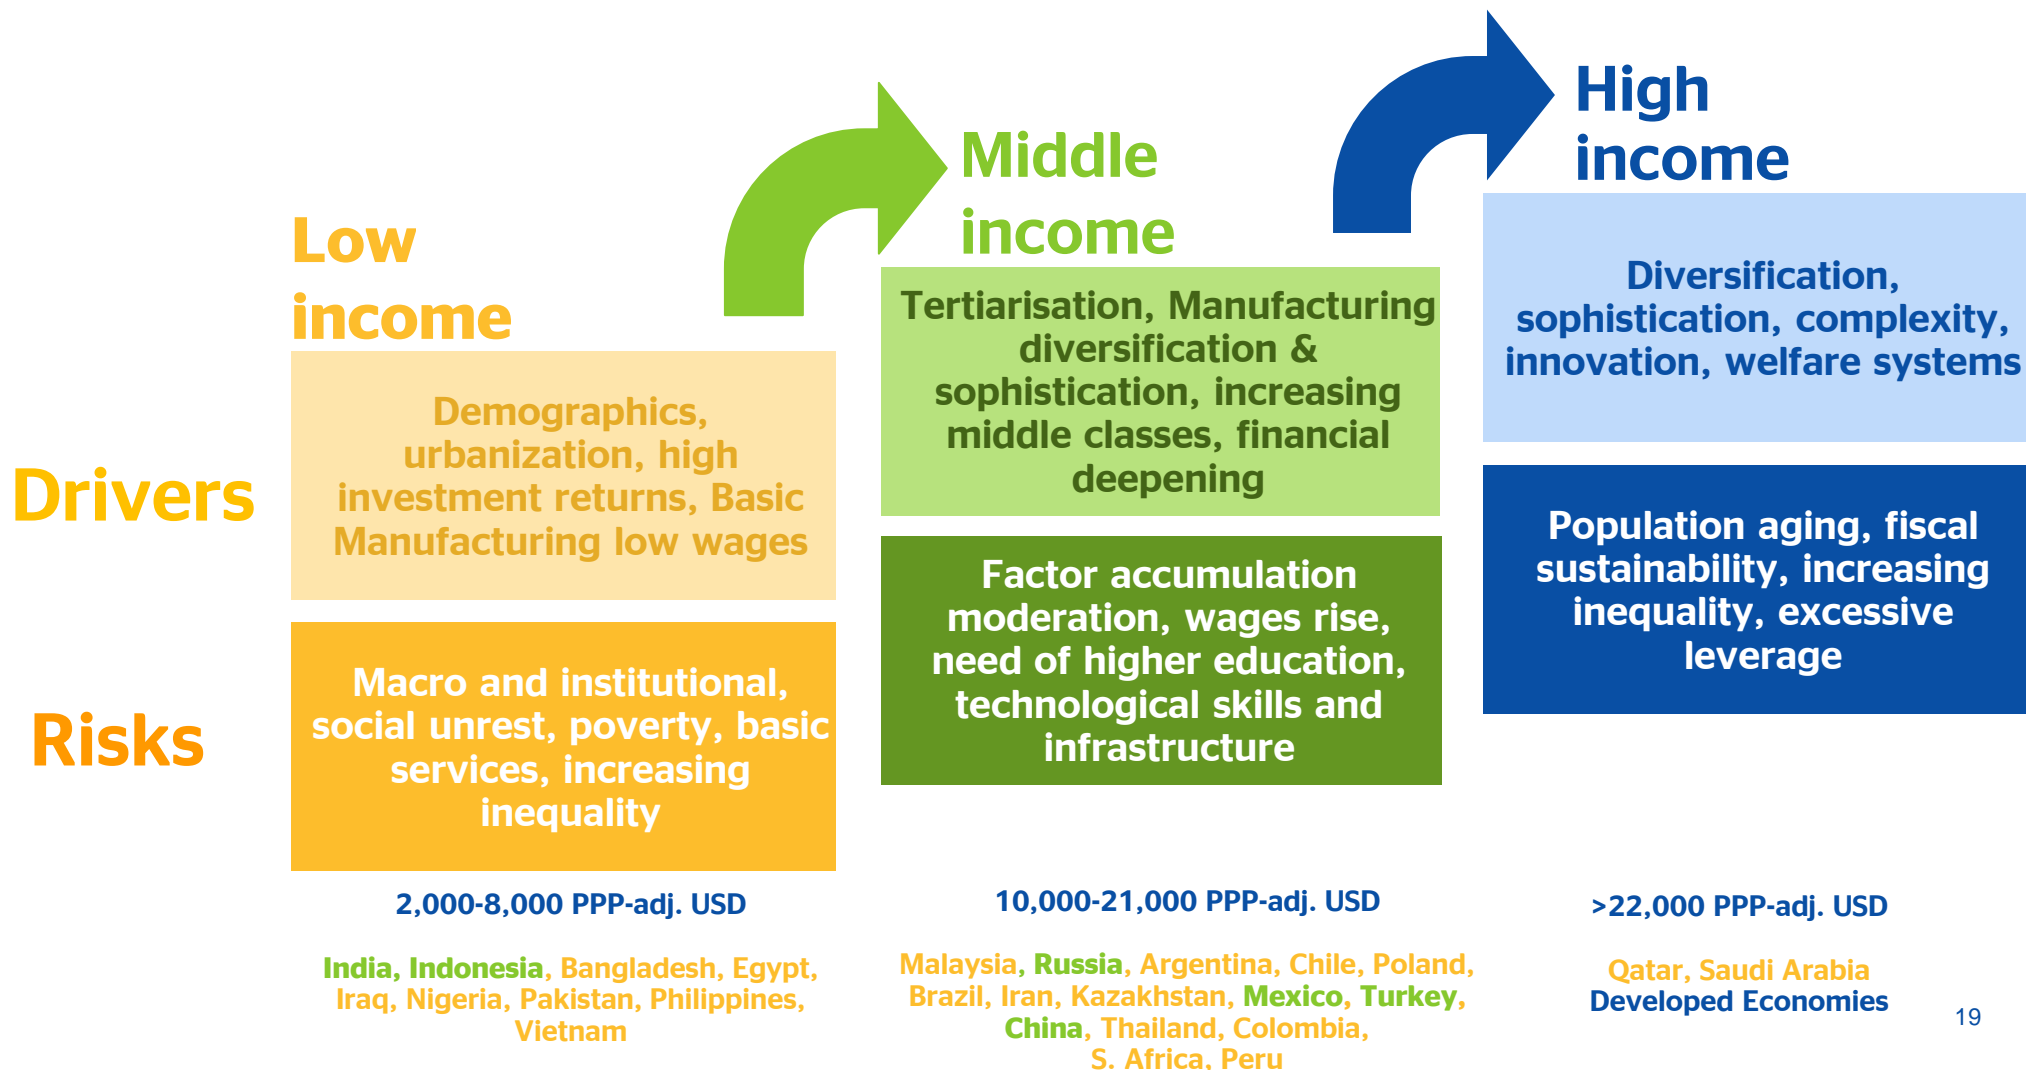 High
income
Middle
income
Low
income
Drivers
Risks
Demographics,
urbanization, high
investment returns, Basic
Manufacturing low wages
Macro and institutional,
social unrest, poverty, basic
services, increasing
inequality
2,000-8,000 PPP-adj. USD
India, Indonesia, Bangladesh, Egypt,
Iraq, Nigeria, Pakistan, Philippines,
Vietnam
Tertiarisation, Manufacturing
diversification &
sophistication, increasing
middle classes, financial
deepening
Factor accumulation
moderation, wages rise,
need of higher education,
technological skills and
infrastructure
10,000-21,000 PPP-adj. USD
Malaysia, Russia, Argentina, Chile, Poland,
Brazil, Iran, Kazakhstan, Mexico, Turkey,
China, Thailand, Colombia,
S. Africa, Peru
Diversification,
sophistication, complexity,
innovation, welfare systems
Population aging, fiscal
sustainability, increasing
inequality, excessive
leverage
>22,000 PPP-adj. USD
Qatar, Saudi Arabia
Developed Economies
19